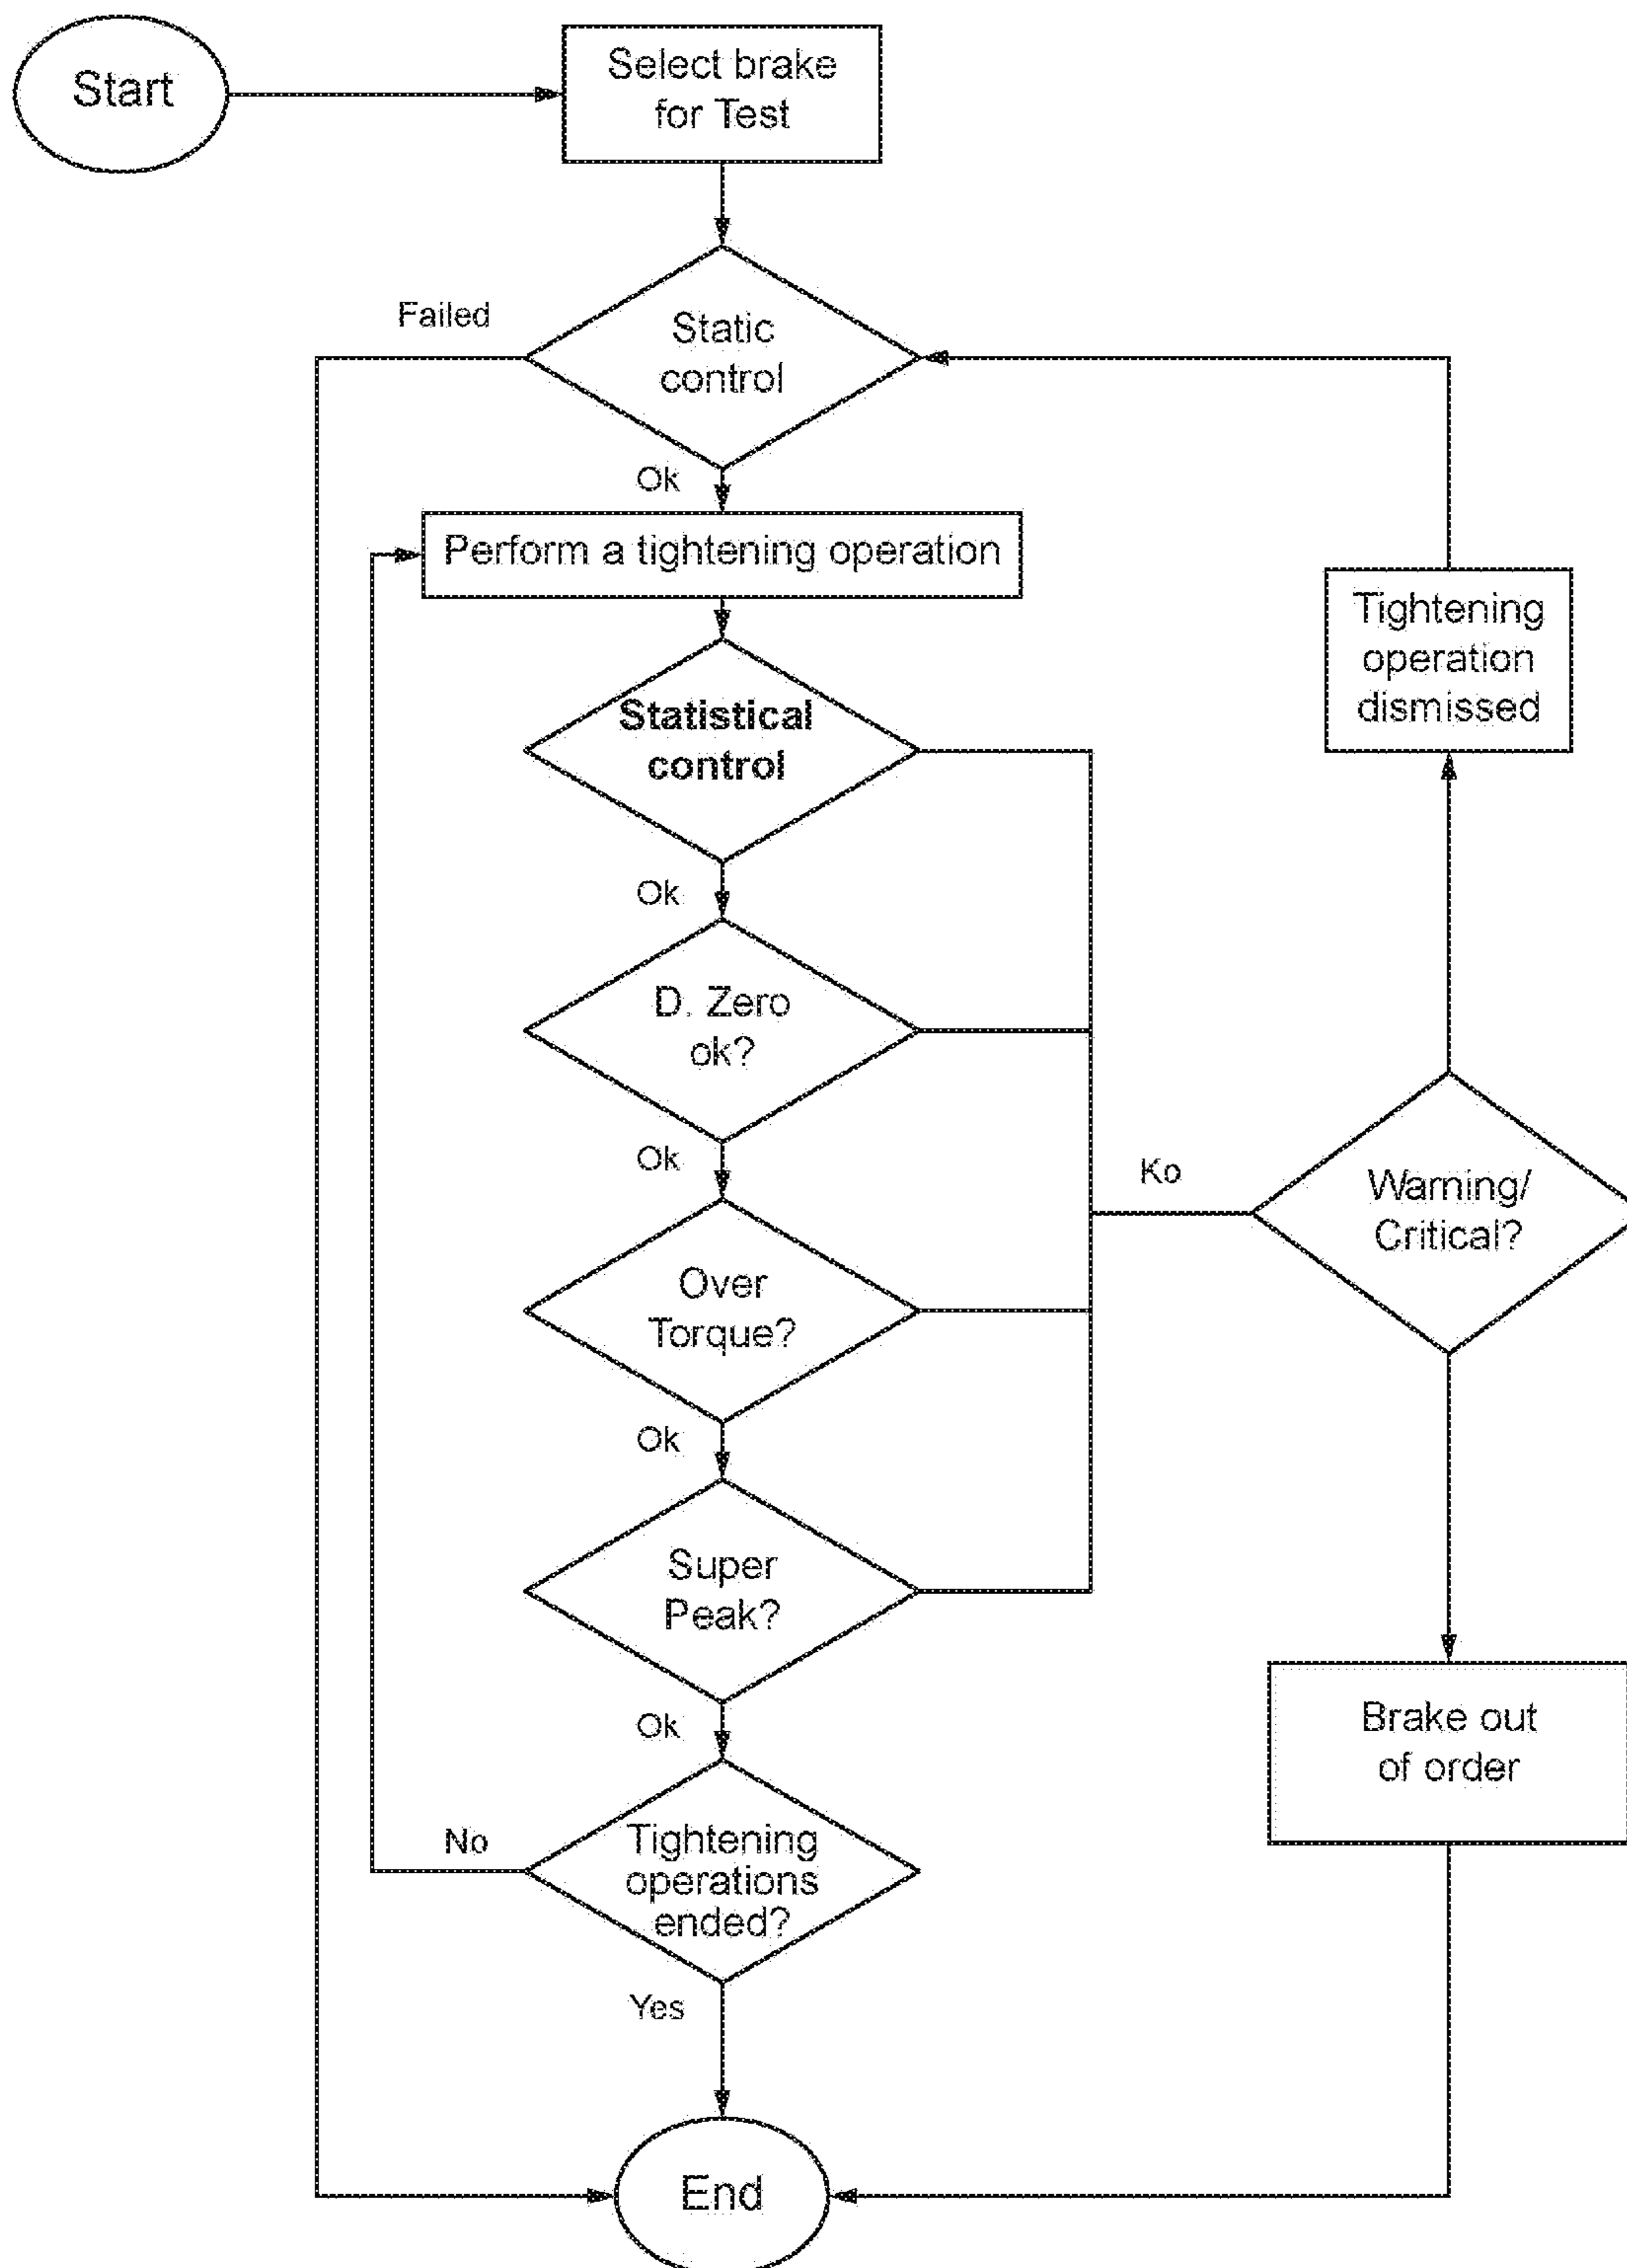 Start
Select brake
for Test
Failed
Static
control
Ok
Perform a tightening operation
Tightening
operation
dismissed
Statistical
control
Ok
D. Zero
ok?
Ok
Ko
Warning/
Critical?
Over
Torque?
Ok
Super
Peak?
Ok
Brake out
of order
No
Tightening
operations
ended?
Yes
End